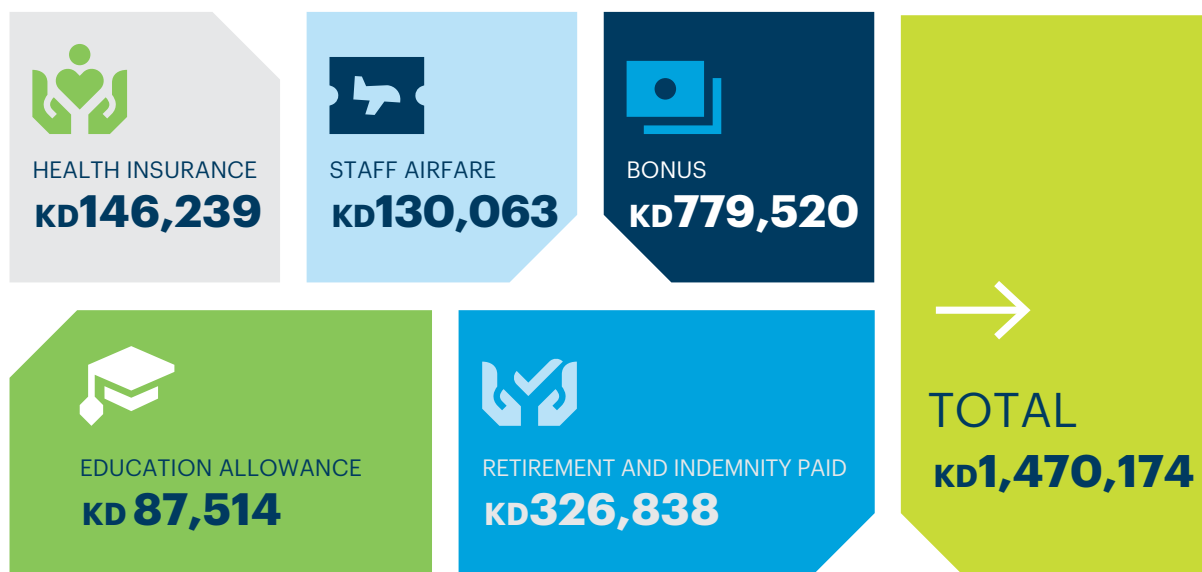 HEALTH INSURANCE
KD146,239
STAFF AIRFARE
KD130,063
BONUS
KD779,520
EDUCATION ALLOWANCE
KD 87,514
RETIREMENT AND INDEMNITY PAID
KD326,838
TOTAL
KD1,470,174